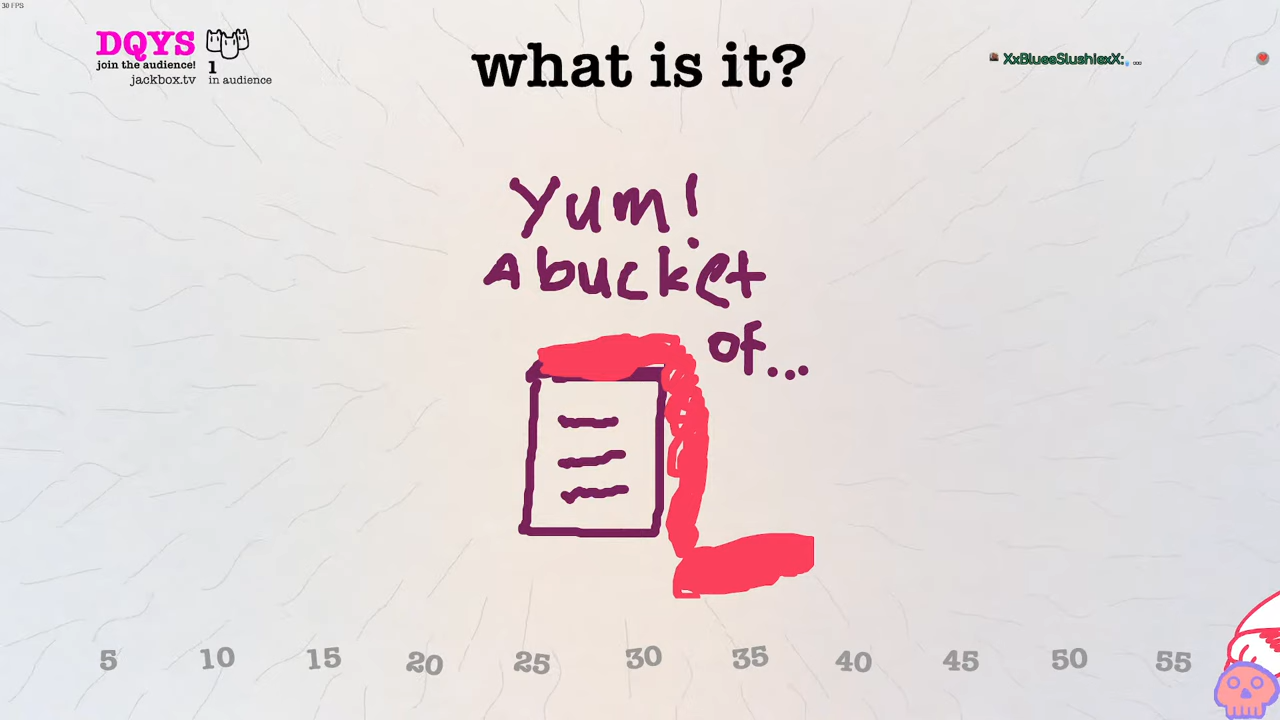 30 FPS
DQYS
join the audience!
jackbox.tv
1
in audience
what is it?
XxBlueeSlushiexX: ...
Yum!
A bucket
of...
5 10 15 20 25 30 35 40 45 50 55